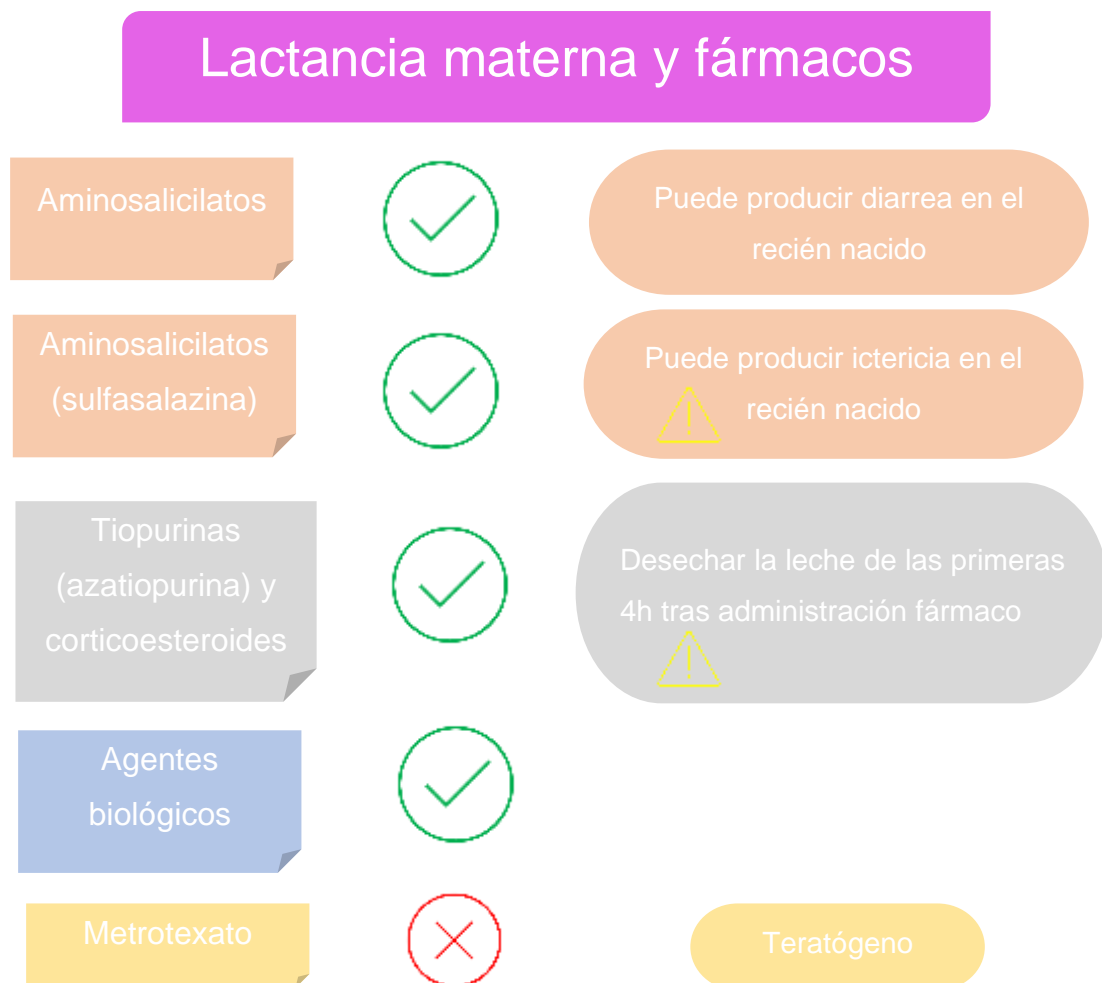 Lactancia materna y fármacos
Aminosalicilatos
Puede producir diarrea en el
recién nacido
Aminosalicilatos
(sulfasalazina)
Puede producir ictericia en el
recién nacido
Tiopurinas
(azatiopurina) y
corticoesteroides
Desechar la leche de las primeras
4h tras administración fármaco
Agentes
biológicos
Metrotexato
Teratógeno